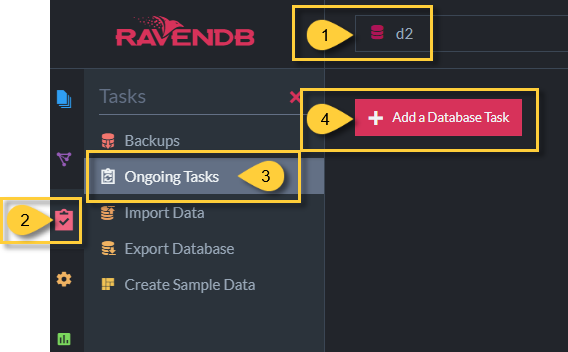 RAVENDB
1
d2
Tasks
4
Add a Database Task
Backups
Ongoing Tasks
3
2
Import Data
Export Database
Create Sample Data